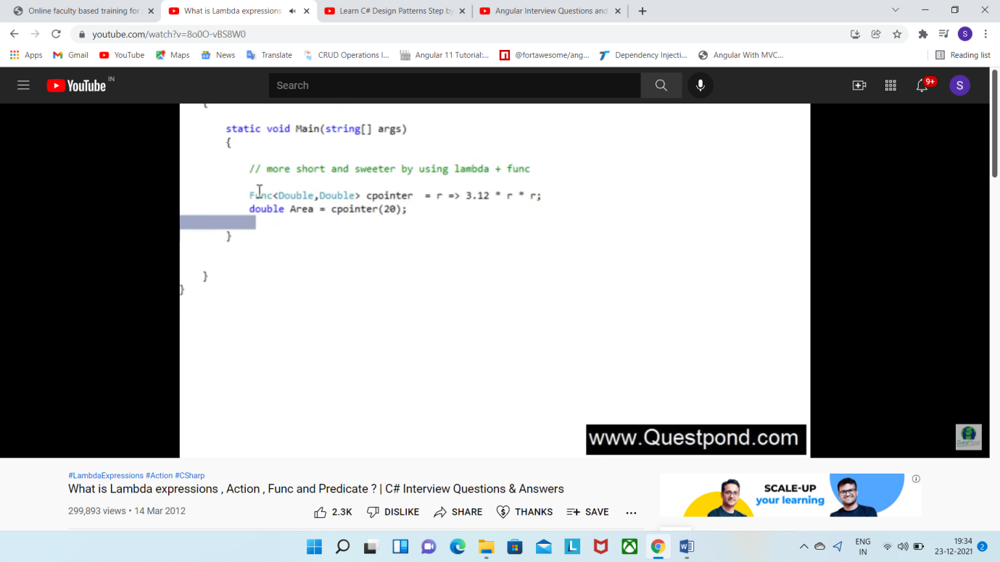 Online faculty based training for
What is Lambda expressions
Learn C# Design Patterns Step by
Angular Interview Questions and
youtube.com/watch?v=8o0O-vBS8W0
S
Apps Gmail YouTube Maps News Translate CRUD Operations I... Angular 11 Tutorial:... @fortawesome/ang... Dependency Injecti... Angular With MVC... Reading list
YouTube IN
Search
9+
S
{
static void Main(string[] args)
{
// more short and sweeter by using lambda + func
Func<Double,Double> cpointer = r => 3.12 * r * r;
double Area = cpointer(20);
}
}
}
www.Questpond.com
#LambdaExpressions #Action #CSharp
What is Lambda expressions , Action , Func and Predicate ? | C# Interview Questions & Answers
299,893 views • 14 Mar 2012
2.3K DISLIKE SHARE THANKS SAVE ...
SCALE-UP
your learning
ENG
IN
19:34
23-12-2021
2